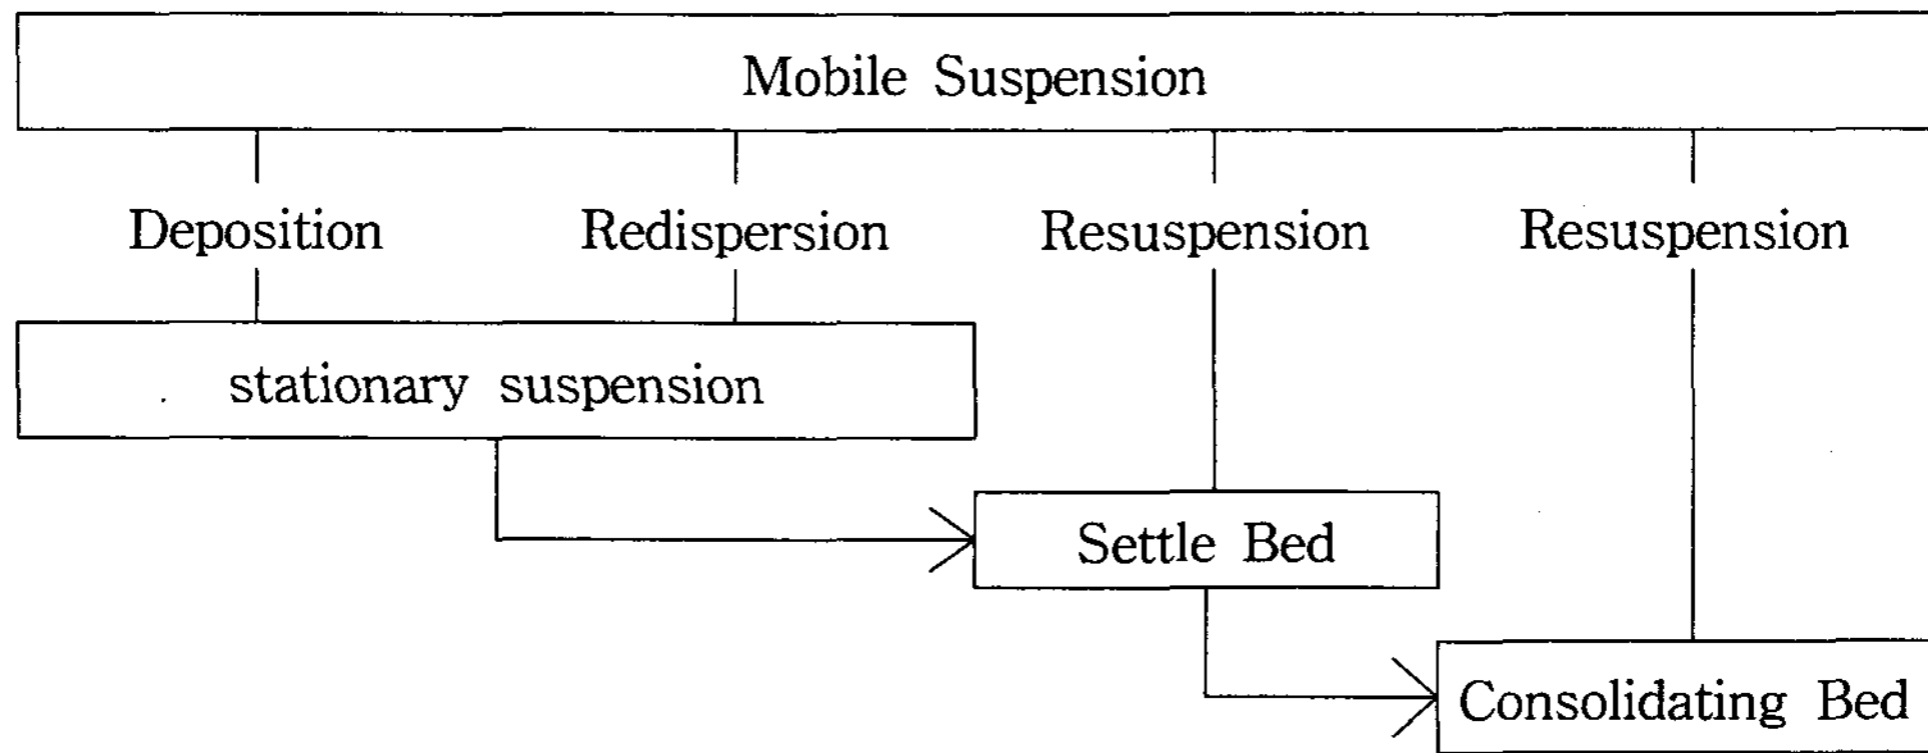 Mobile Suspension
Deposition Redispersion Resuspension Resuspension
stationary suspension
Settle Bed
Consolidating Bed